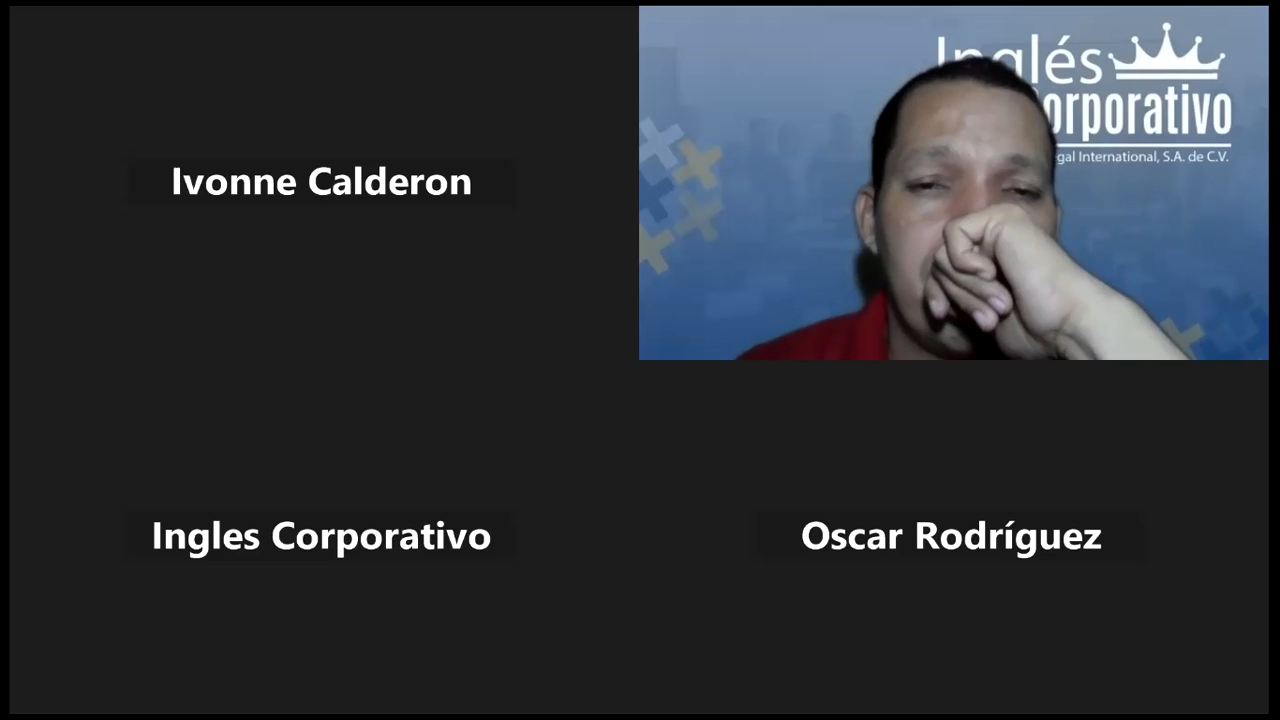 Ivonne Calderon
Inglés
orporativo
gal International, S.A. de C.V.
Ingles Corporativo
Oscar Rodríguez